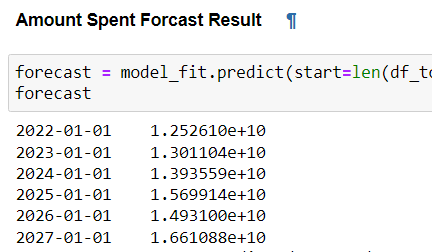 Amount Spent Forcast Result ¶
forecast = model_fit.predict(start=len(df_to
forecast
2022-01-01 1.252610e+10
2023-01-01 1.301104e+10
2024-01-01 1.393559e+10
2025-01-01 1.569914e+10
2026-01-01 1.493100e+10
2027-01-01 1.661088e+10